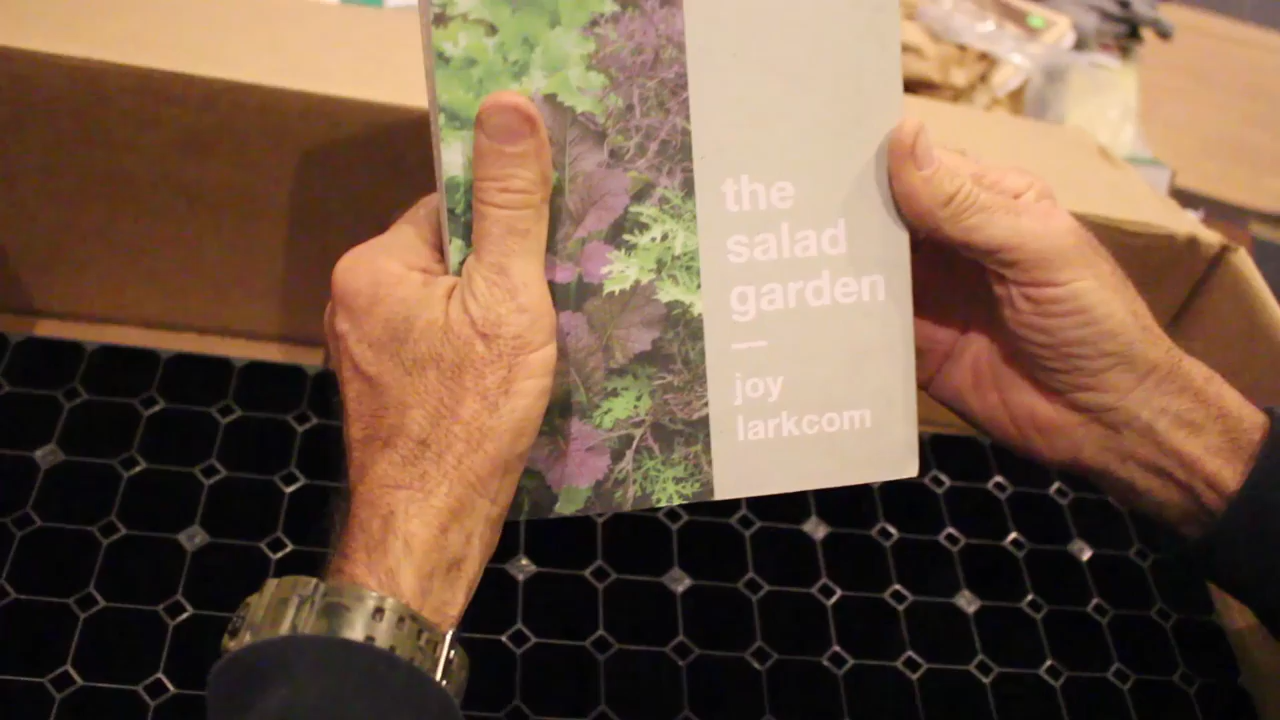 the
salad
garden
—
joy
larkcom